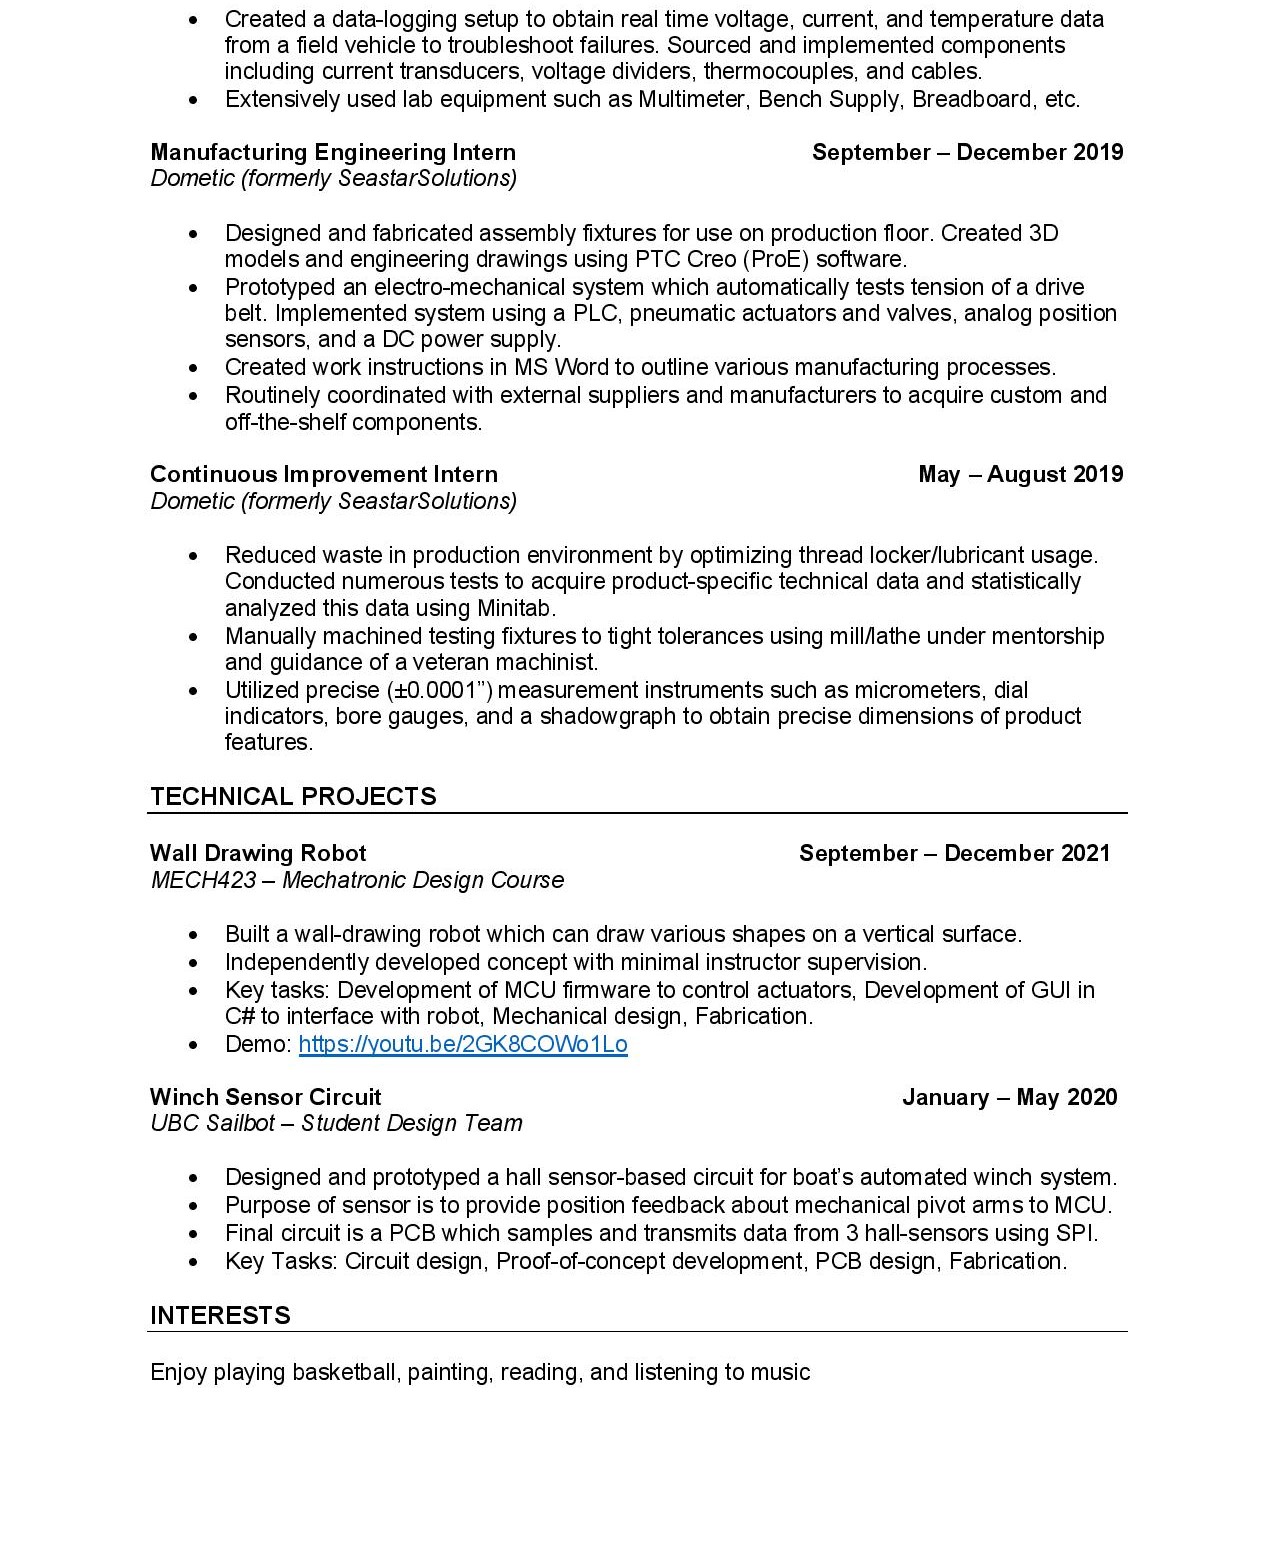 • Created a data-logging setup to obtain real time voltage, current, and temperature data
from a field vehicle to troubleshoot failures. Sourced and implemented components
including current transducers, voltage dividers, thermocouples, and cables.
• Extensively used lab equipment such as Multimeter, Bench Supply, Breadboard, etc.
Manufacturing Engineering Intern September – December 2019
Dometic (formerly SeastarSolutions)
• Designed and fabricated assembly fixtures for use on production floor. Created 3D
models and engineering drawings using PTC Creo (ProE) software.
• Prototyped an electro-mechanical system which automatically tests tension of a drive
belt. Implemented system using a PLC, pneumatic actuators and valves, analog position
sensors, and a DC power supply.
• Created work instructions in MS Word to outline various manufacturing processes.
• Routinely coordinated with external suppliers and manufacturers to acquire custom and
off-the-shelf components.
Continuous Improvement Intern May – August 2019
Dometic (formerly SeastarSolutions)
• Reduced waste in production environment by optimizing thread locker/lubricant usage.
Conducted numerous tests to acquire product-specific technical data and statistically
analyzed this data using Minitab.
• Manually machined testing fixtures to tight tolerances using mill/lathe under mentorship
and guidance of a veteran machinist.
• Utilized precise (±0.0001”) measurement instruments such as micrometers, dial
indicators, bore gauges, and a shadowgraph to obtain precise dimensions of product
features.
TECHNICAL PROJECTS
Wall Drawing Robot September – December 2021
MECH423 – Mechatronic Design Course
• Built a wall-drawing robot which can draw various shapes on a vertical surface.
• Independently developed concept with minimal instructor supervision.
• Key tasks: Development of MCU firmware to control actuators, Development of GUI in
C# to interface with robot, Mechanical design, Fabrication.
• Demo: https://youtu.be/2GK8COWo1Lo
Winch Sensor Circuit January – May 2020
UBC Sailbot – Student Design Team
• Designed and prototyped a hall sensor-based circuit for boat’s automated winch system.
• Purpose of sensor is to provide position feedback about mechanical pivot arms to MCU.
• Final circuit is a PCB which samples and transmits data from 3 hall-sensors using SPI.
• Key Tasks: Circuit design, Proof-of-concept development, PCB design, Fabrication.
INTERESTS
Enjoy playing basketball, painting, reading, and listening to music